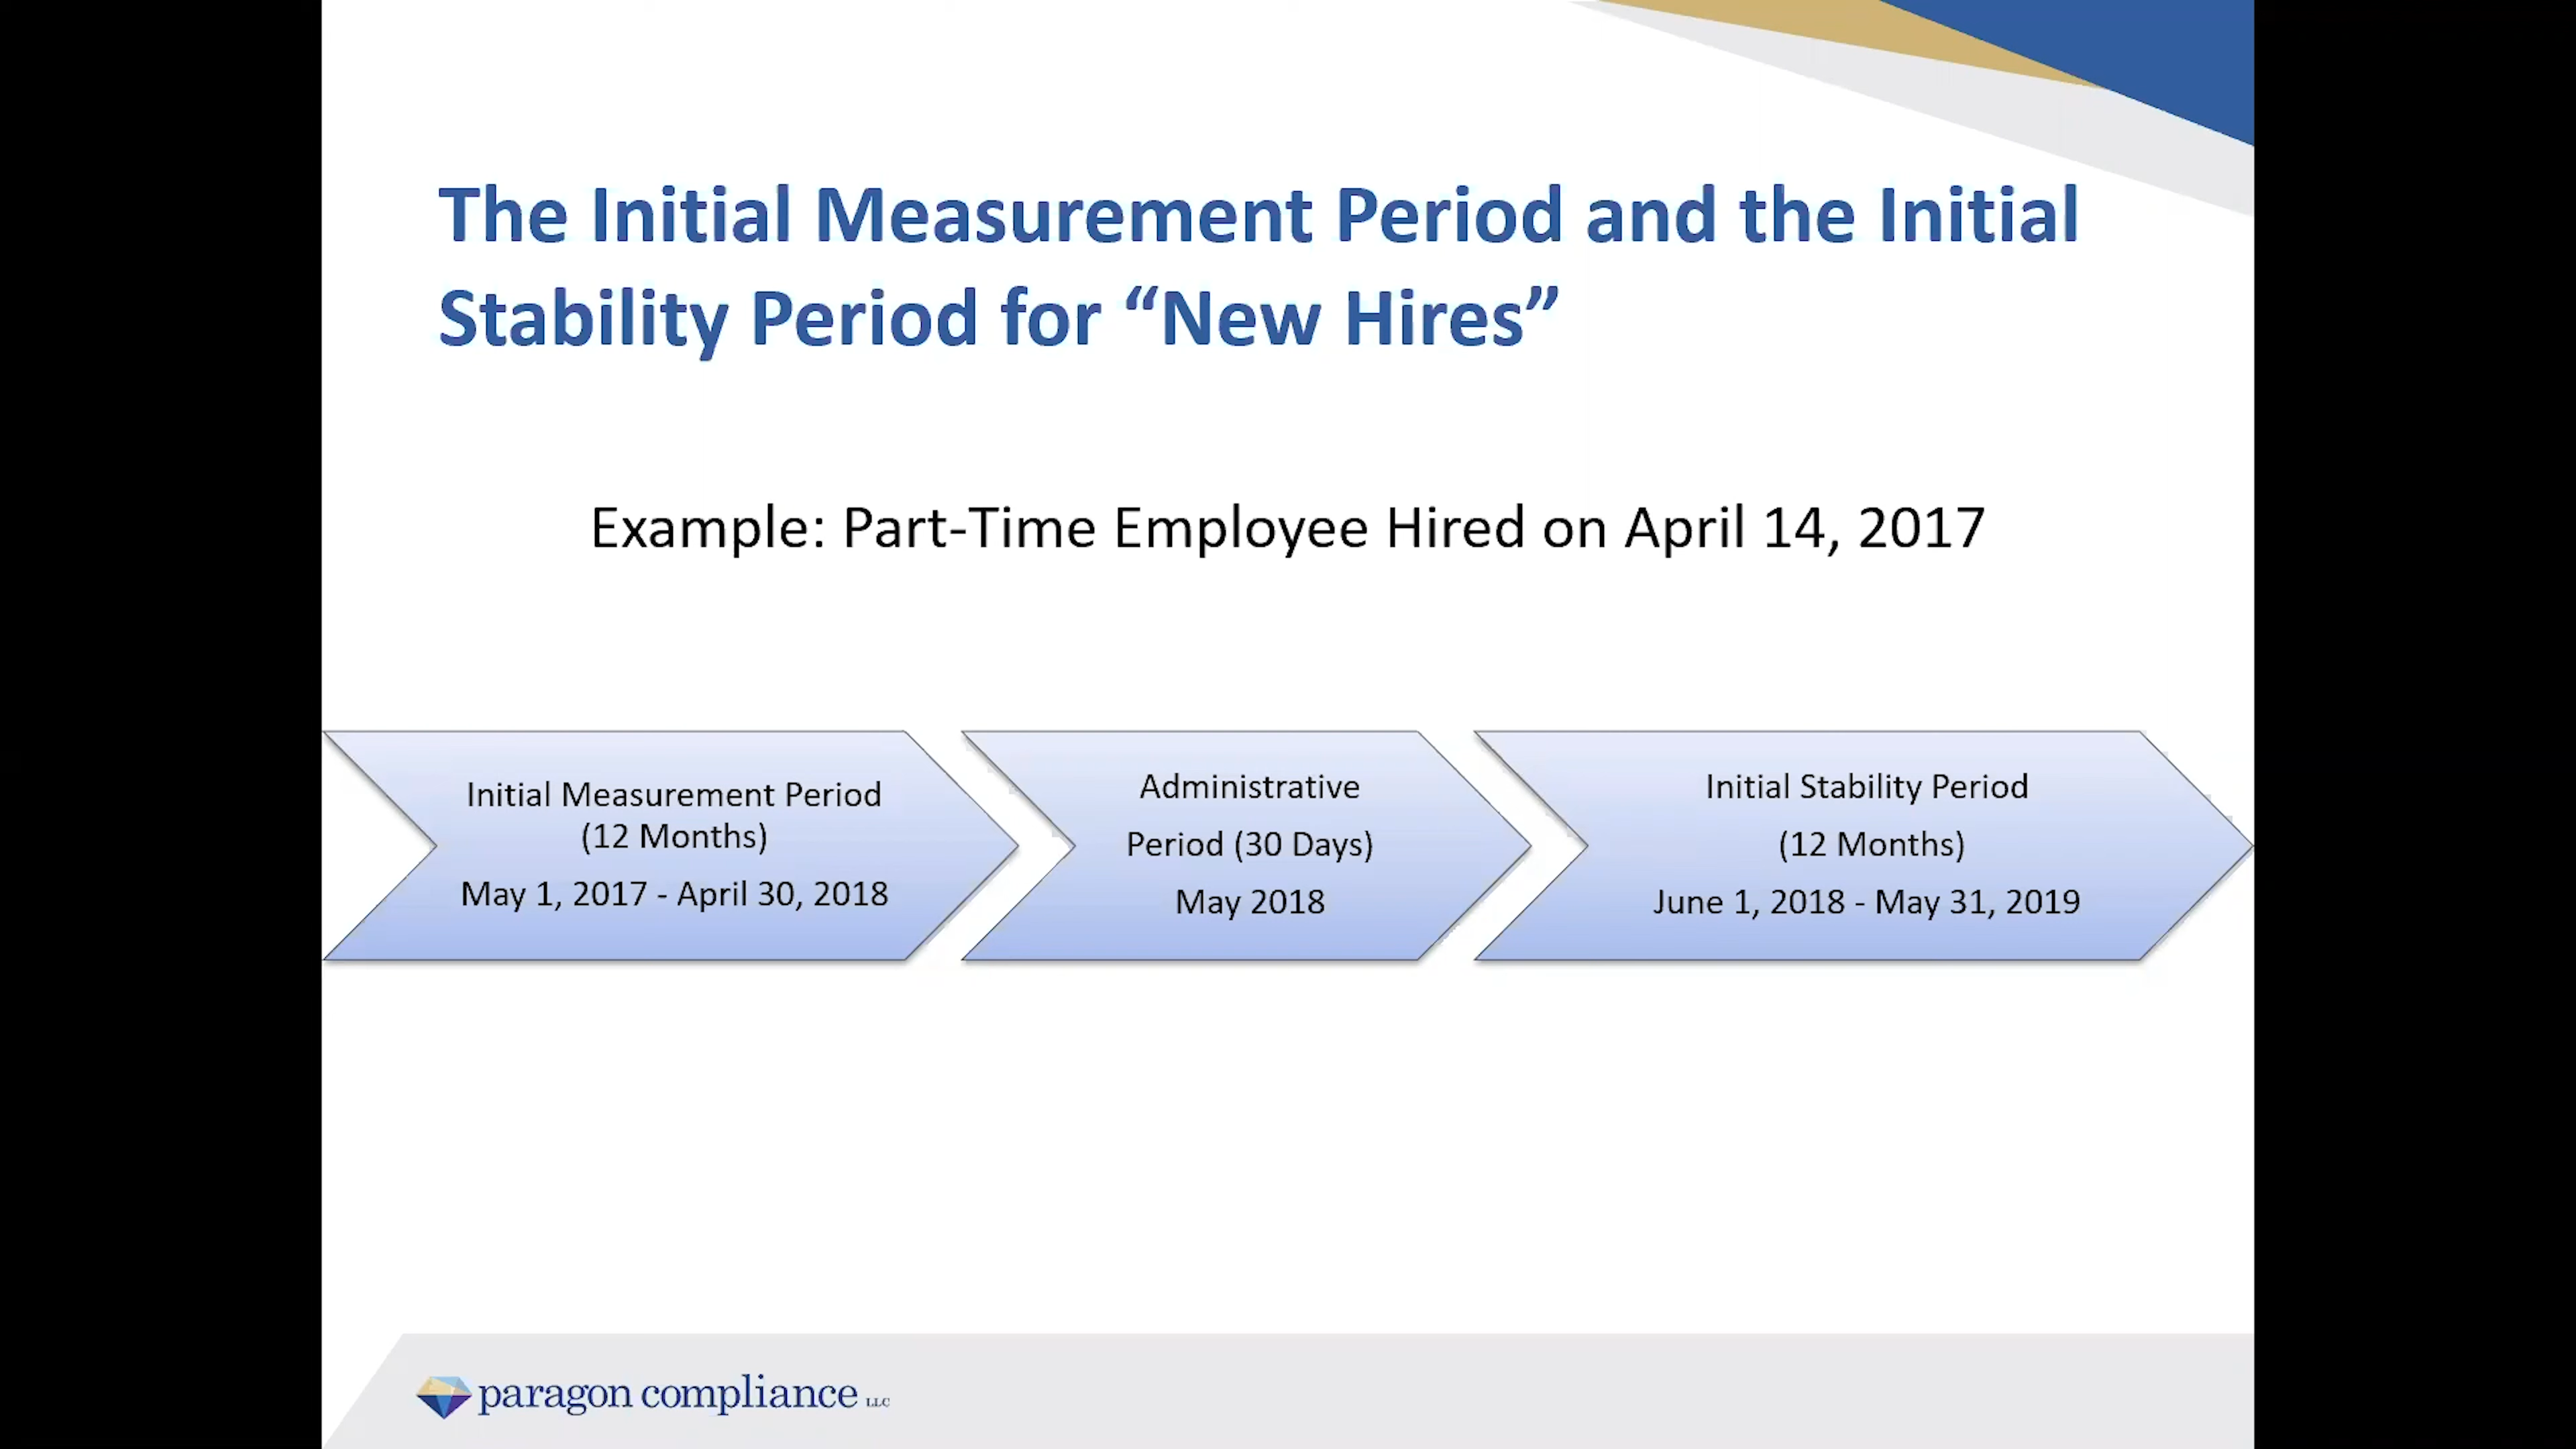 The Initial Measurement Period and the Initial
Stability Period for “New Hires”
Example: Part-Time Employee Hired on April 14, 2017
Initial Measurement Period
(12 Months)
May 1, 2017 - April 30, 2018
Administrative
Period (30 Days)
May 2018
Initial Stability Period
(12 Months)
June 1, 2018 - May 31, 2019
paragon compliance LLC